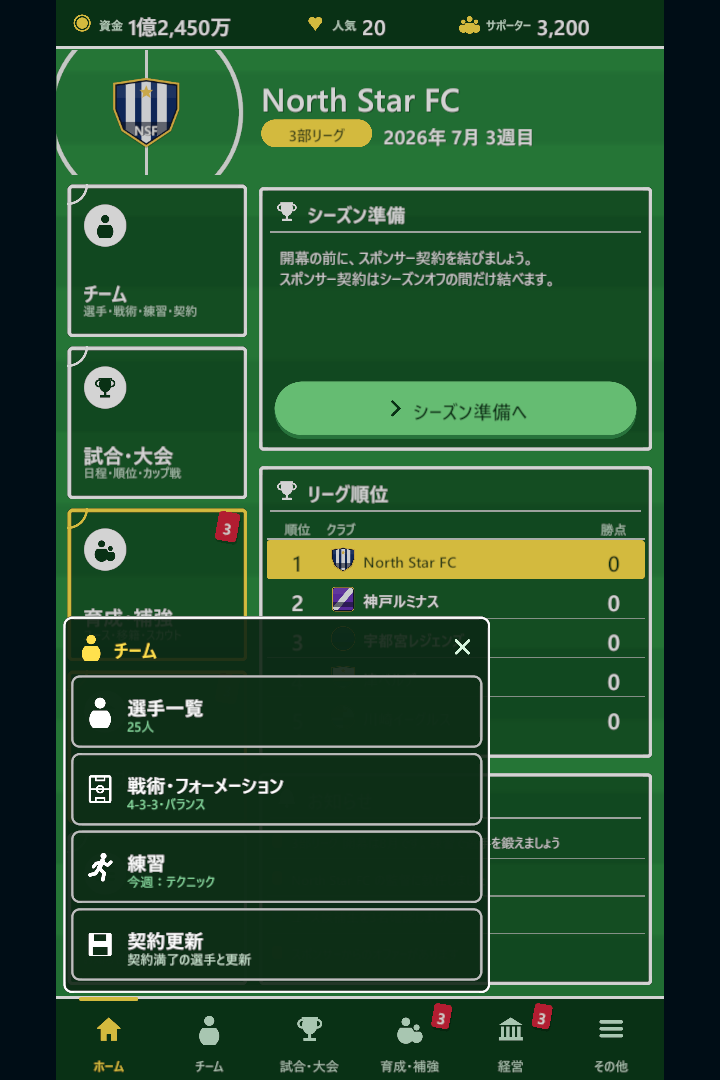 資金 1億2,450万
人気 20
サポーター 3,200
NSF
North Star FC
3部リーグ
2026年 7月 3週目
チーム
選手・戦術・練習・契約
試合・大会
日程・順位・カップ戦
3
育成・補強
シーズン準備
開幕の前に、スポンサー契約を結びましょう。
スポンサー契約はシーズンオフの間だけ結べます。
シーズン準備へ
リーグ順位
順位 クラブ 勝点
1 North Star FC 0
2 神戸ルミナス 0
3 宇都宮レジェン 0
0
0
を鍛えましょう
チーム
選手一覧
25人
戦術・フォーメーション
4-3-3・バランス
練習
今週：テクニック
契約更新
契約満了の選手と更新
3
3
ホーム
チーム
試合・大会
育成・補強
経営
その他